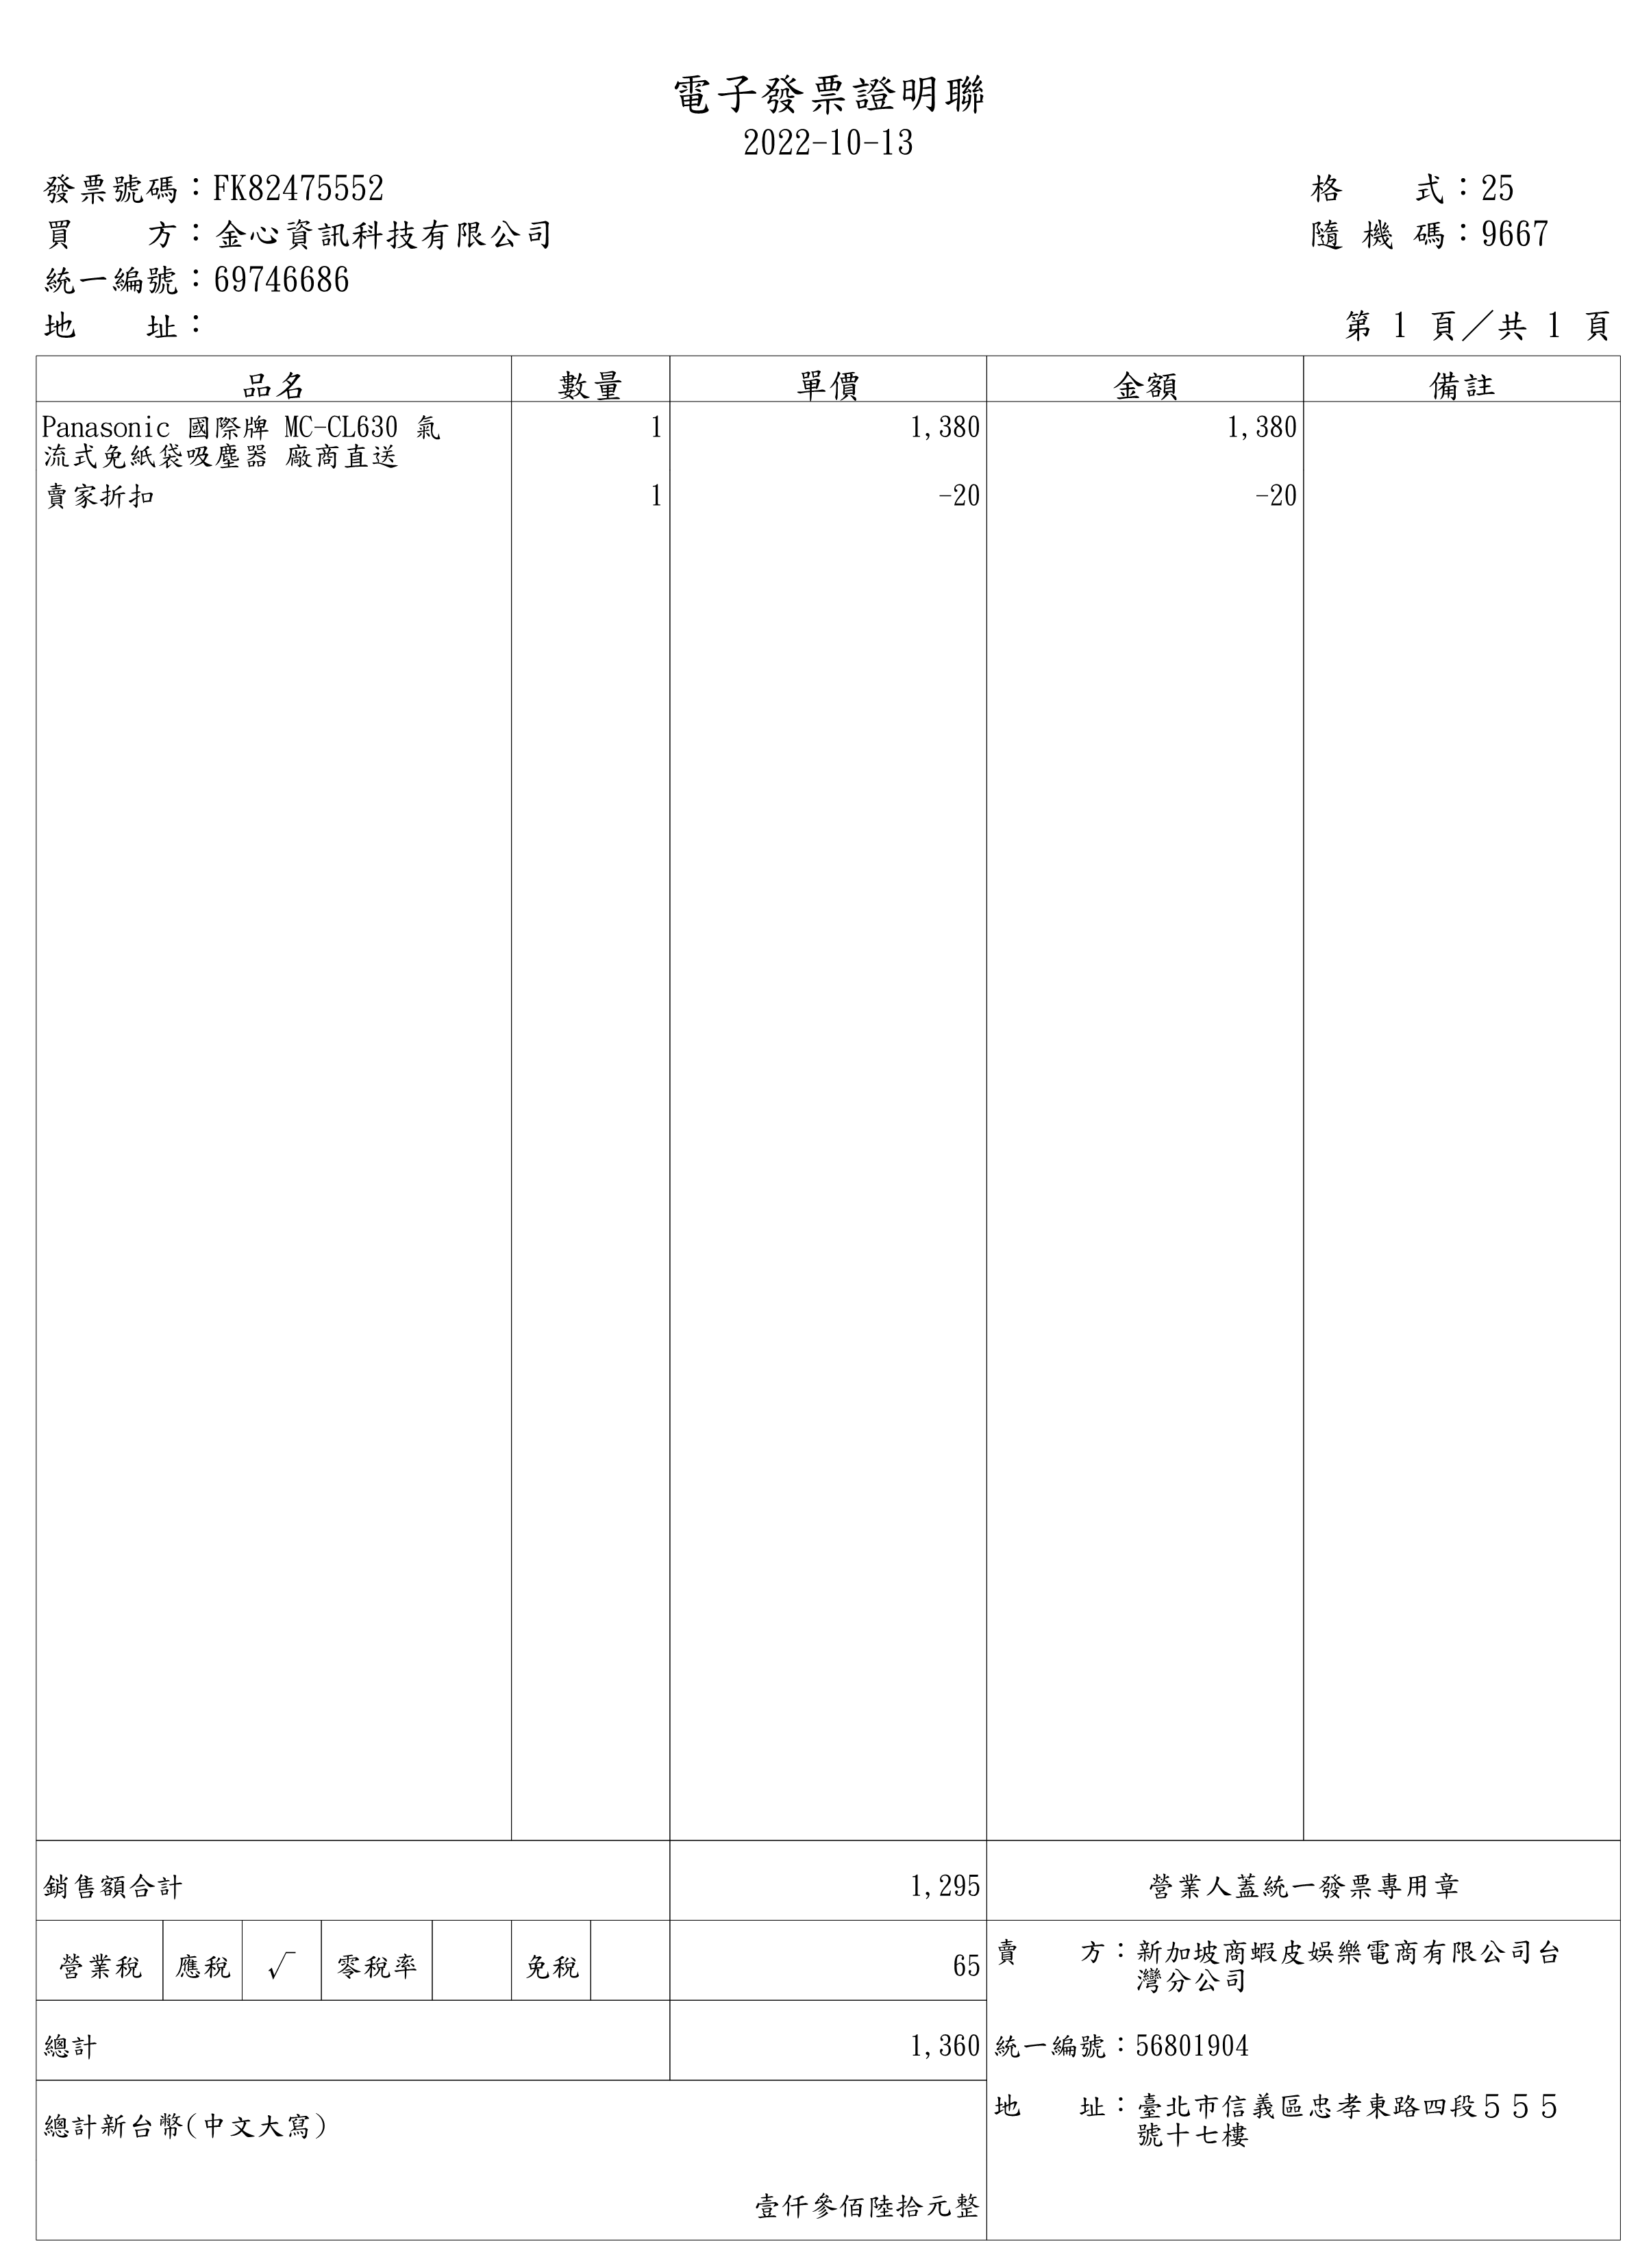 電子發票證明聯
2022-10-13
發票號碼：FK82475552
格　　式：25
買　　方：金心資訊科技有限公司
隨 機 碼：9667
統一編號：69746686
地　　址：
第 1 頁／共 1 頁
品名 數量 單價 金額 備註
Panasonic 國際牌 MC-CL630 氣 1 1,380 1,380
流式免紙袋吸塵器 廠商直送
賣家折扣 1 -20 -20
銷售額合計 1,295 營業人蓋統一發票專用章
營業稅 應稅 √ 零稅率 免稅 65
賣　　方：新加坡商蝦皮娛樂電商有限公司台
灣分公司
總計 1,360
統一編號：56801904
地　　址：臺北市信義區忠孝東路四段５５５
號十七樓
總計新台幣(中文大寫)
壹仟參佰陸拾元整